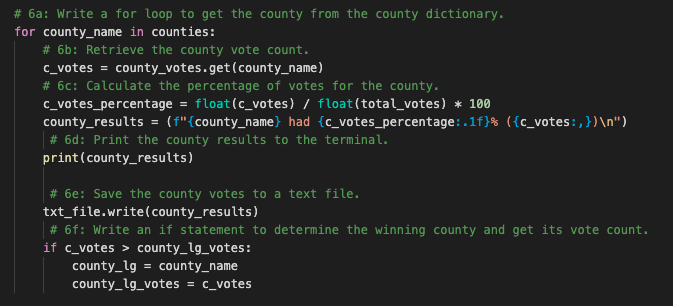 # 6a: Write a for loop to get the county from the county dictionary.
for county_name in counties:
    # 6b: Retrieve the county vote count.
    c_votes = county_votes.get(county_name)
    # 6c: Calculate the percentage of votes for the county.
    c_votes_percentage = float(c_votes) / float(total_votes) * 100
    county_results = (f"{county_name} had {c_votes_percentage:.1f}% ({c_votes:,})\n")
     # 6d: Print the county results to the terminal.
    print(county_results)

     # 6e: Save the county votes to a text file.
    txt_file.write(county_results)
     # 6f: Write an if statement to determine the winning county and get its vote count.
    if c_votes > county_lg_votes:
        county_lg = county_name
        county_lg_votes = c_votes